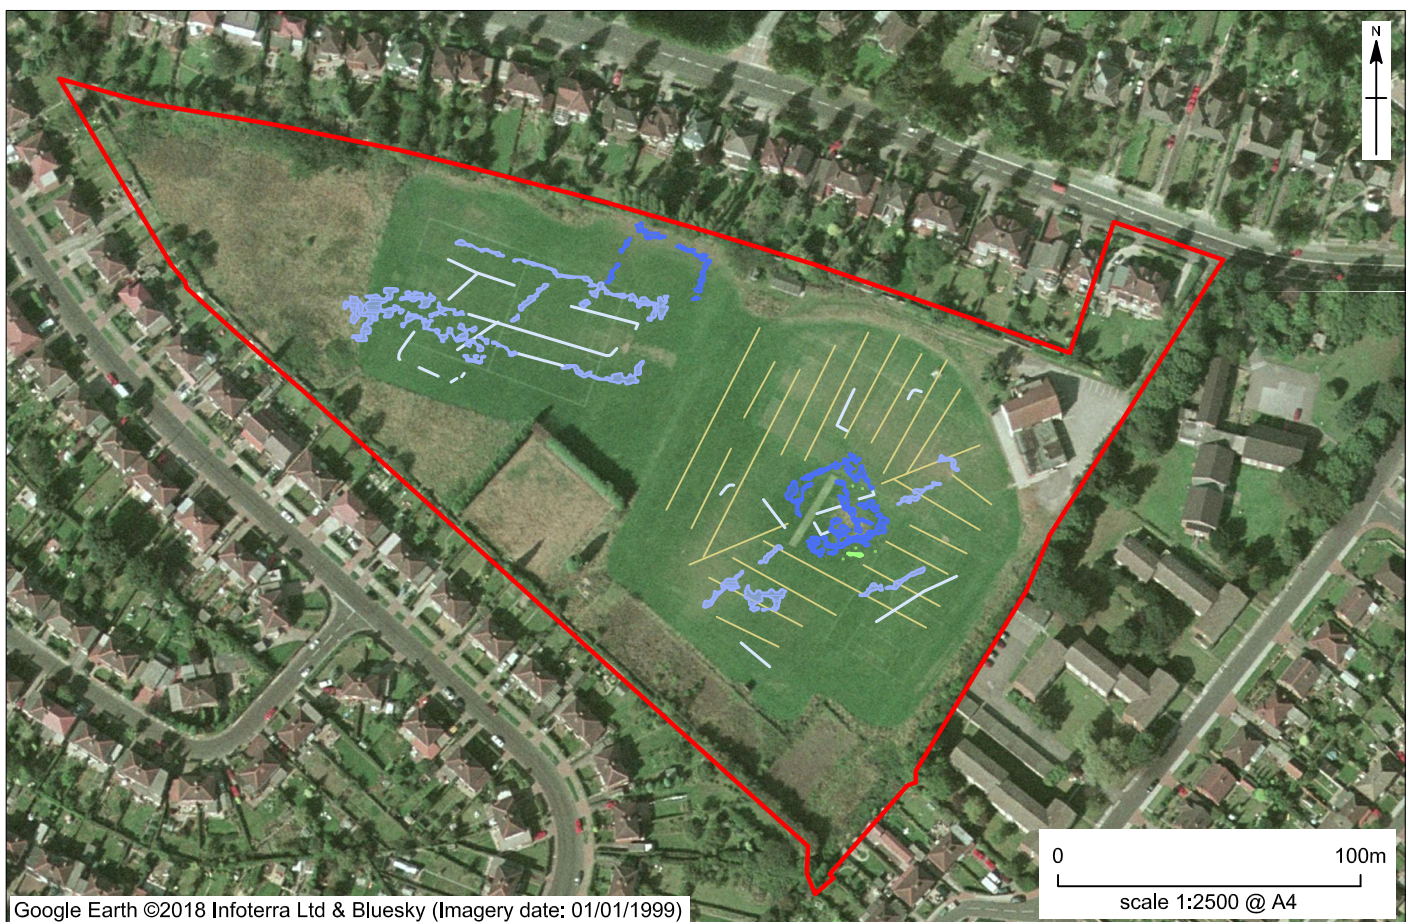 N
0 100m
scale 1:2500 @ A4
Google Earth ©2018 Infoterra Ltd & Bluesky (Imagery date: 01/01/1999)